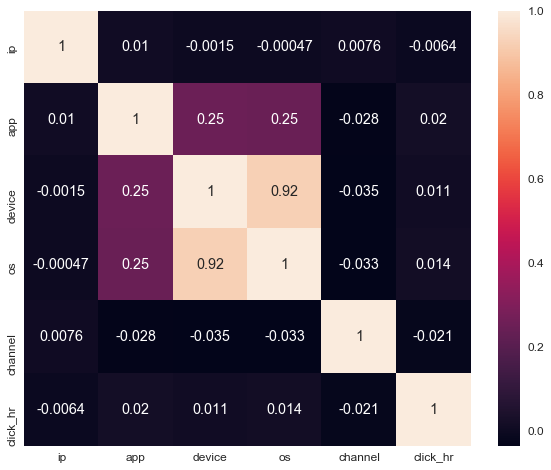 ip 1 0.01 -0.0015 -0.00047 0.0076 -0.0064
app 0.01 1 0.25 0.25 -0.028 0.02
device -0.0015 0.25 1 0.92 -0.035 0.011
os -0.00047 0.25 0.92 1 -0.033 0.014
channel 0.0076 -0.028 -0.035 -0.033 1 -0.021
click_hr -0.0064 0.02 0.011 0.014 -0.021 1
ip app device os channel click_hr
1.0
0.8
0.6
0.4
0.2
0.0